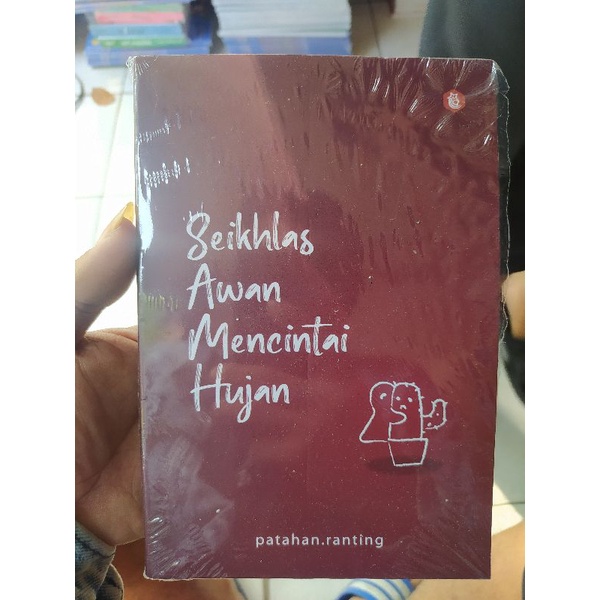 Seikhlas
Awan
Mencintai
Hujan
patahan.ranting